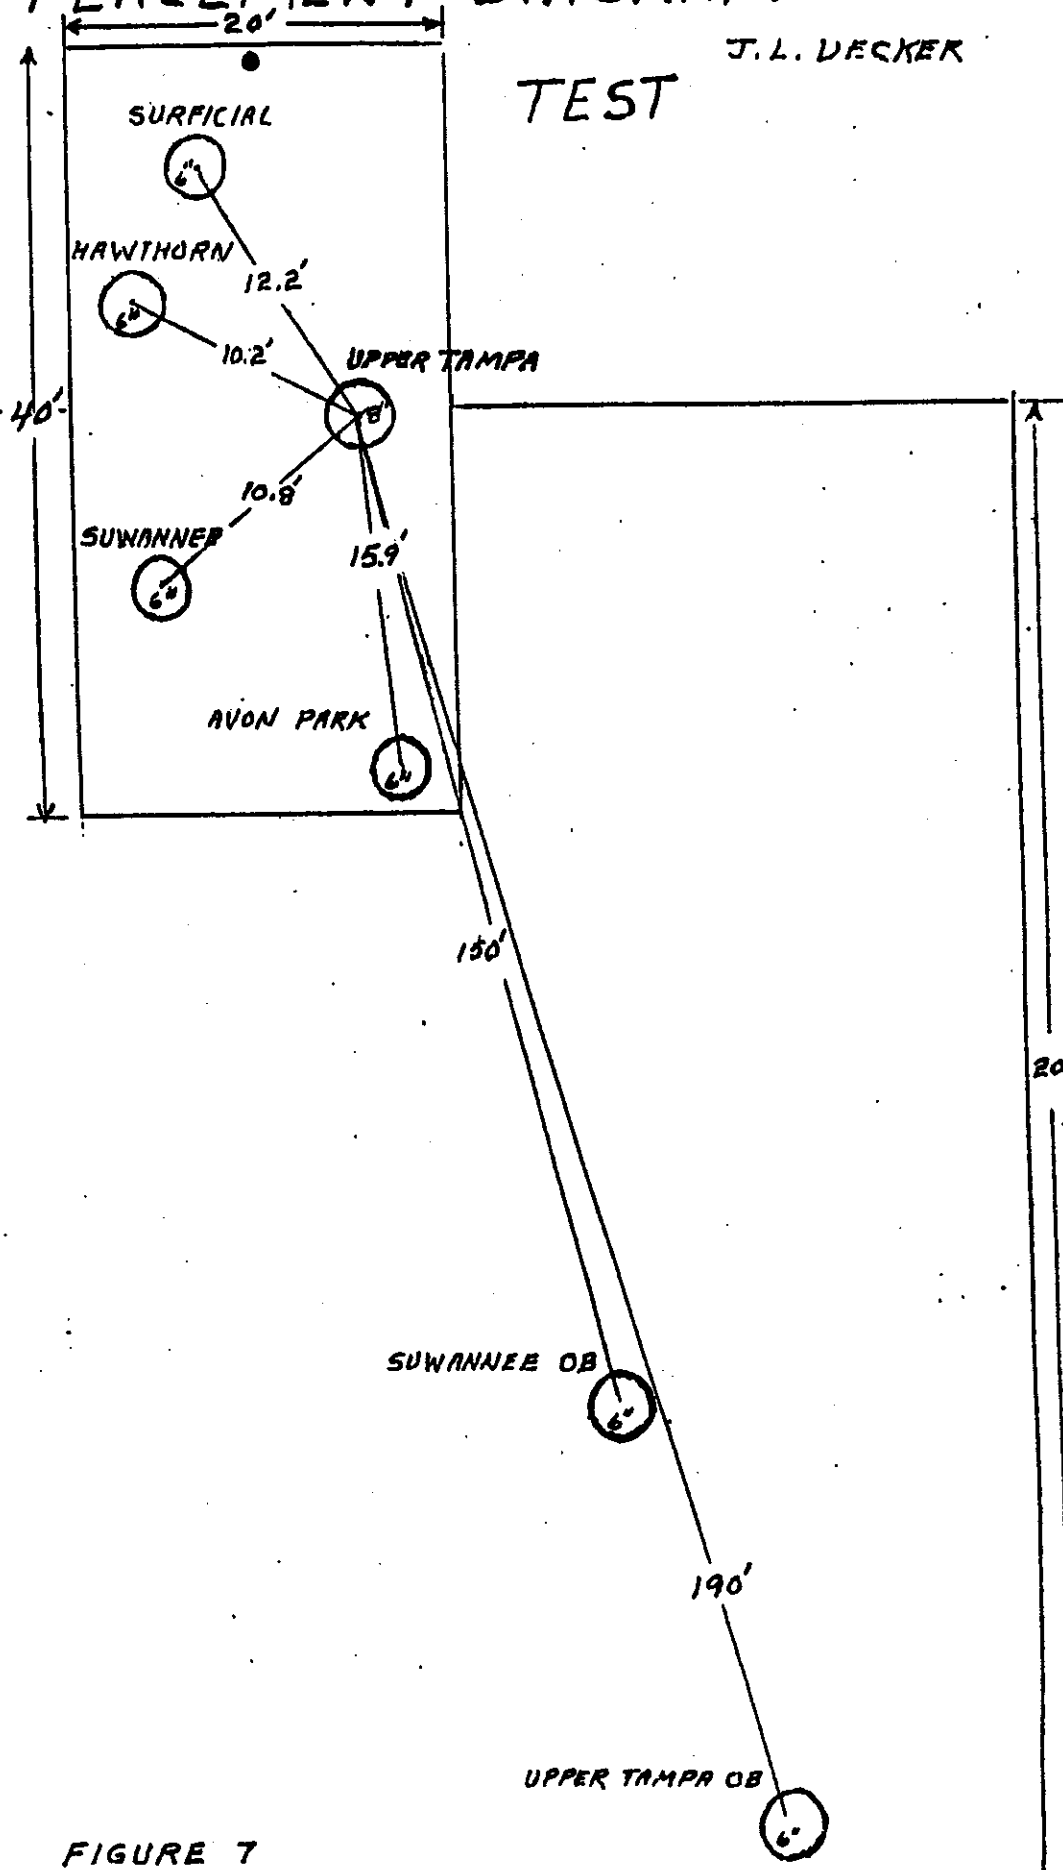 20'
J. L. DECKER
TEST
SURFICIAL
6"
HAWTHORN
12.2'
6"
10.2'
UPPER TAMPA
8"
40'
10.8'
SUWANNEE
15.9'
6"
AVON PARK
6"
150'
20
SUWANNEE OB
6"
190'
UPPER TAMPA OB
6"
FIGURE 7